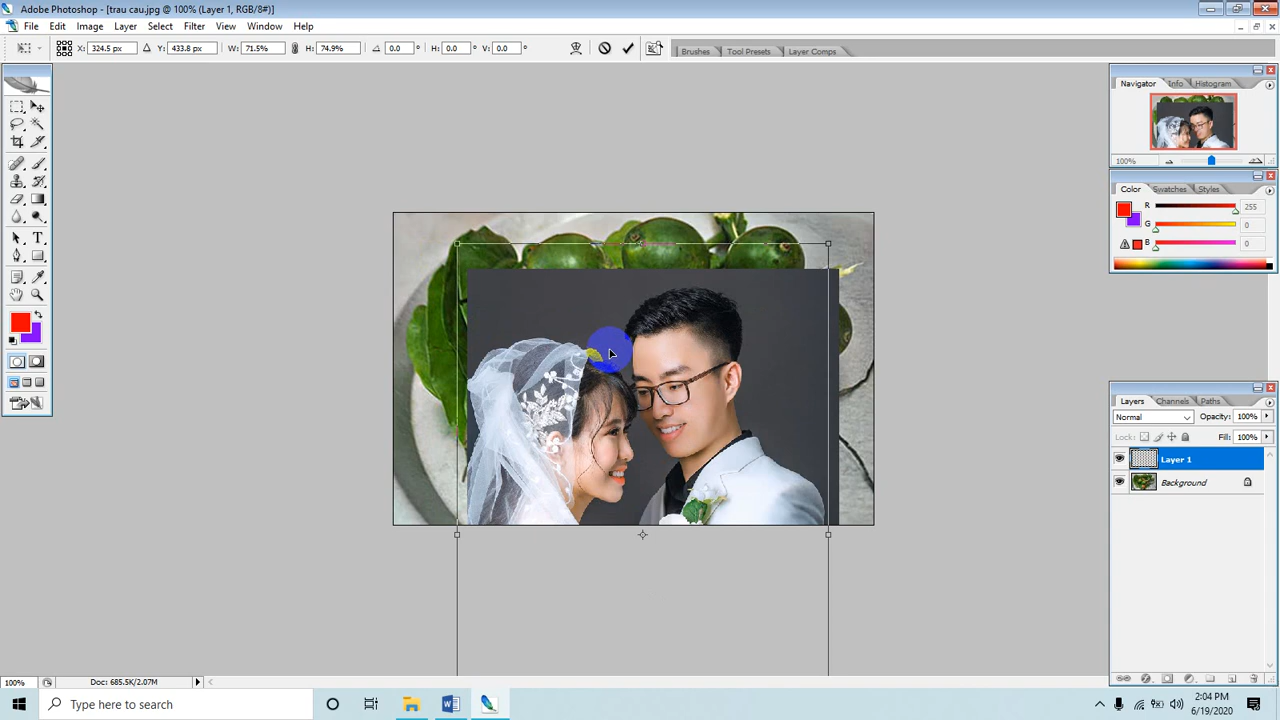 Adobe Photoshop - [trau cau.jpg @ 100% (Layer 1, RGB/8#)]
File Edit Image Layer Select Filter View Window Help
X: 324.5 px Y: 433.8 px W: 71.5% H: 74.9% 0.0 ° H: 0.0 ° V: 0.0 °
Brushes Tool Presets Layer Comps
Navigator Info Histogram
100%
Color Swatches Styles
R 255
G 0
B 0
Layers Channels Paths
Normal Opacity: 100%
Lock: Fill: 100%
Layer 1
Background
100% Doc: 685.5K/2.07M
Type here to search
2:04 PM
6/19/2020